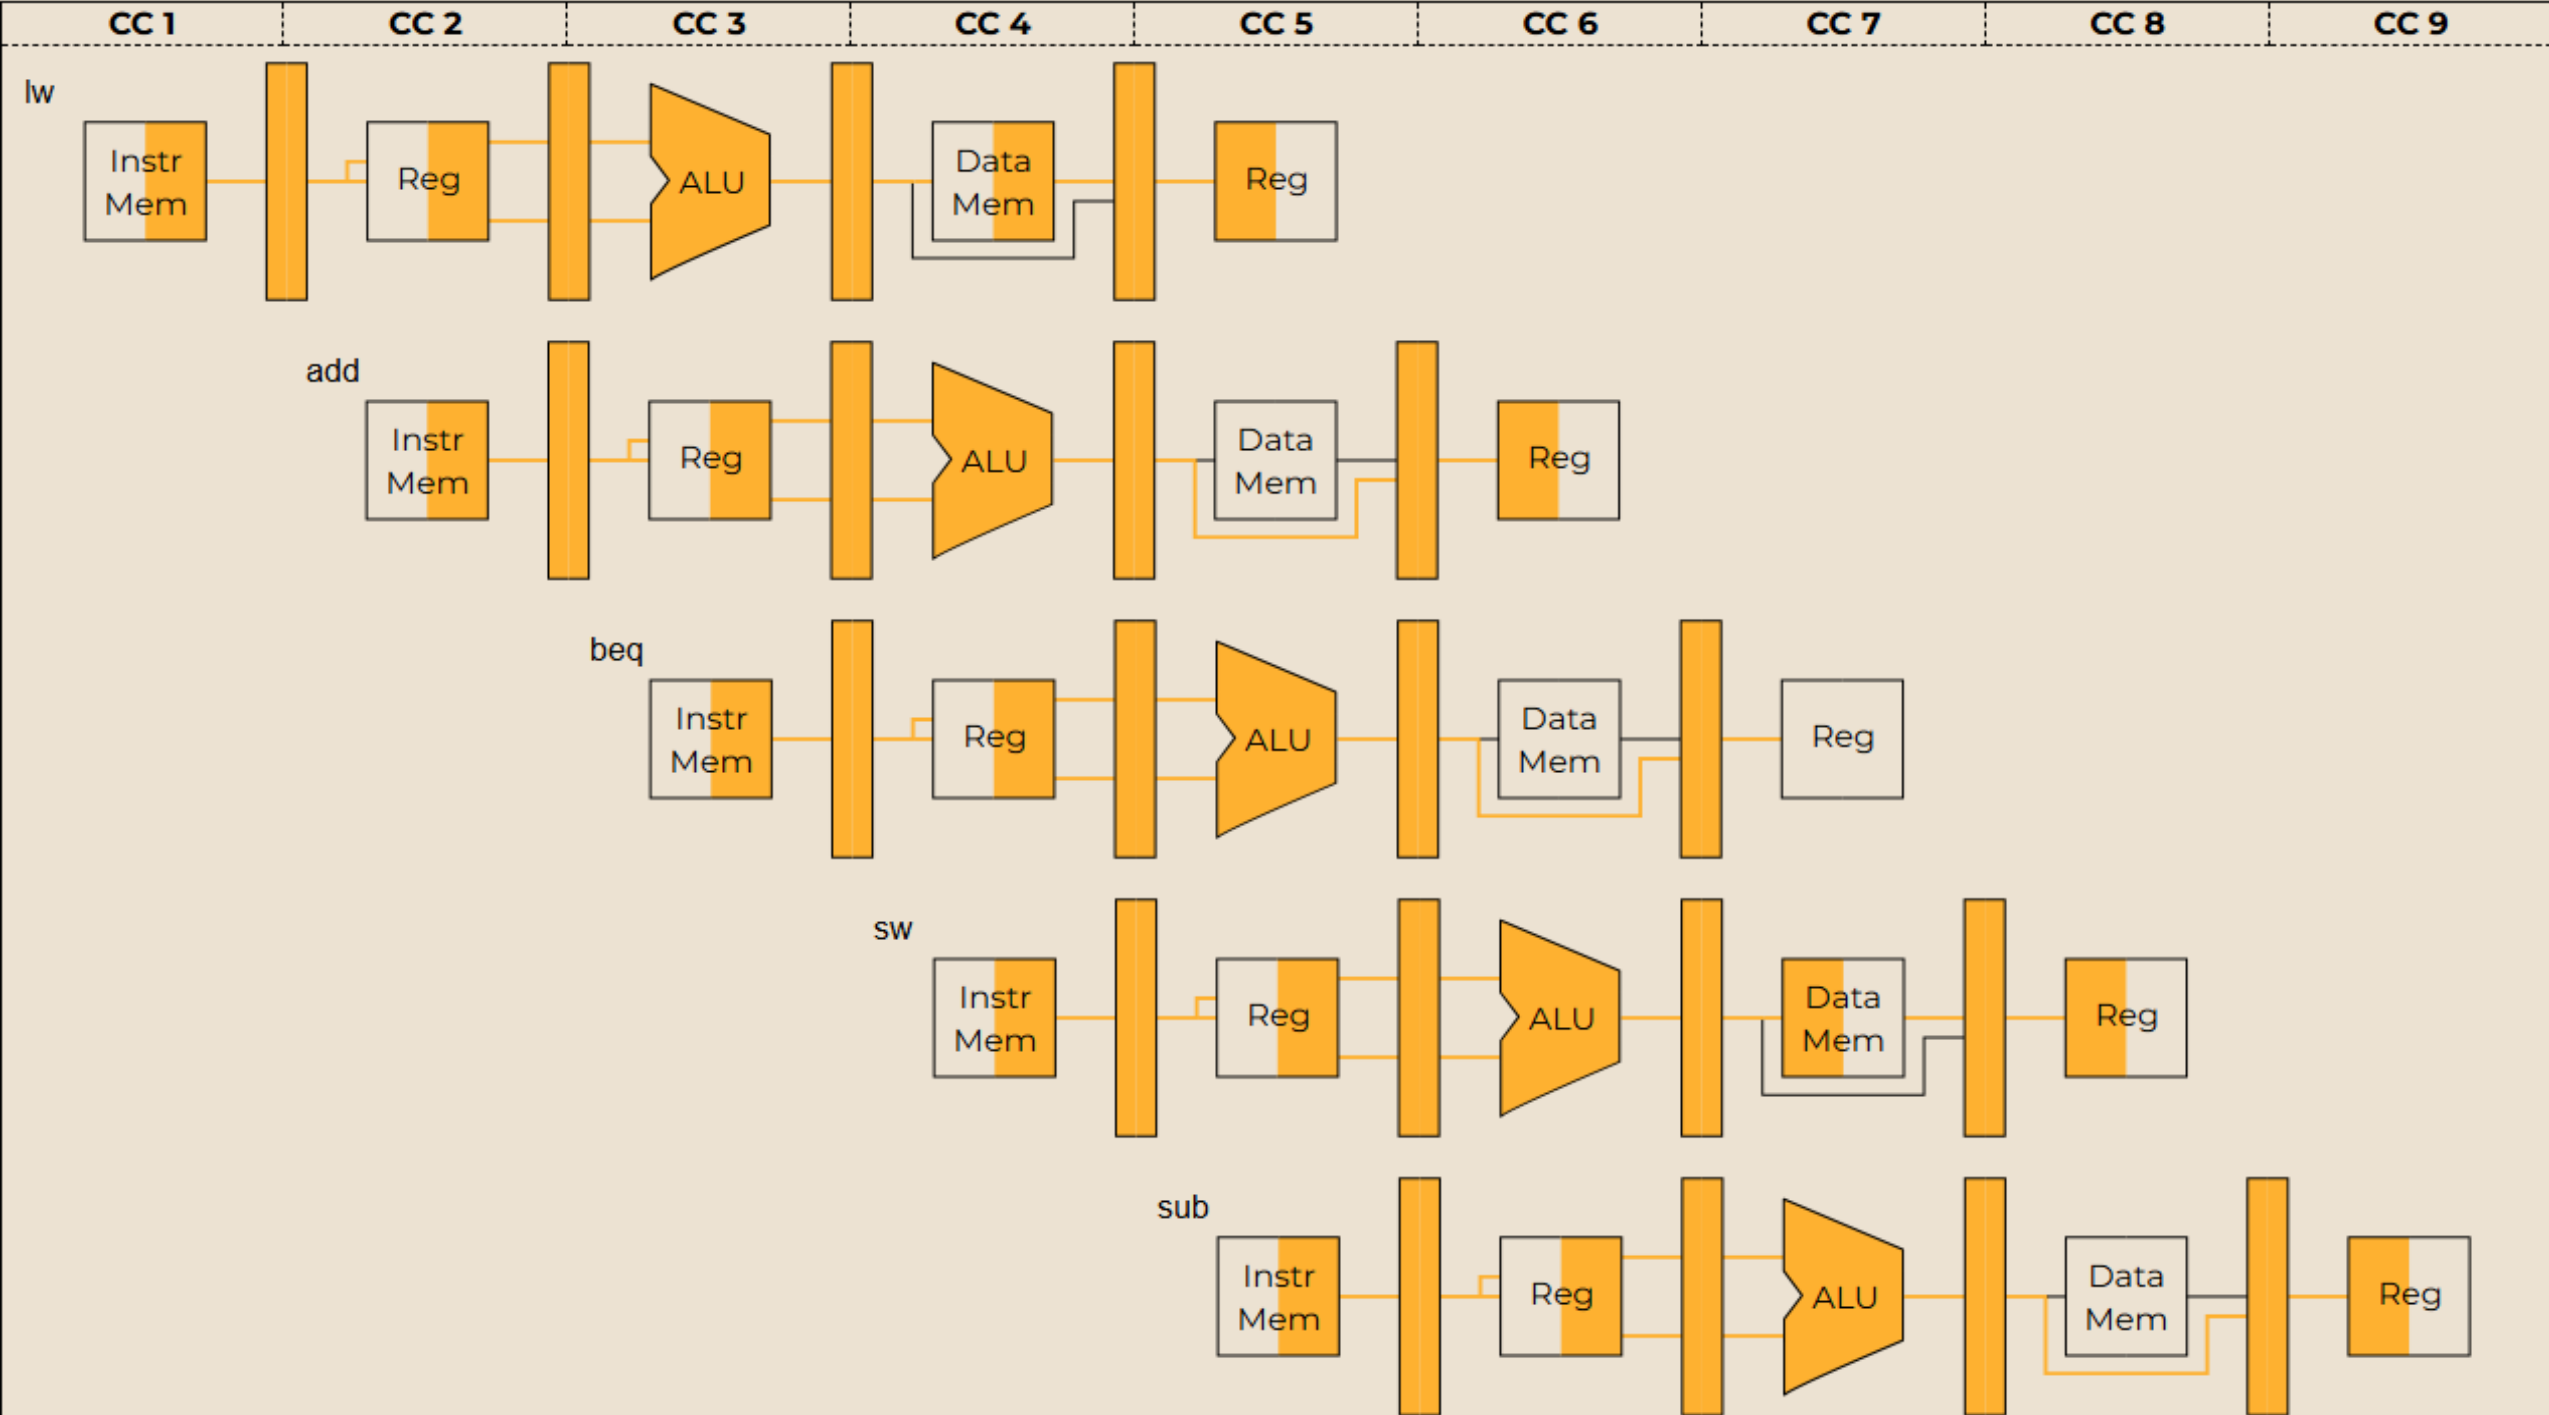 CC 1 CC 2 CC 3 CC 4 CC 5 CC 6 CC 7 CC 8 CC 9
lw
Instr
Mem
Reg
ALU
Data
Mem
Reg
add
Instr
Mem
Reg
ALU
Data
Mem
Reg
beq
Instr
Mem
Reg
ALU
Data
Mem
Reg
sw
Instr
Mem
Reg
ALU
Data
Mem
Reg
sub
Instr
Mem
Reg
ALU
Data
Mem
Reg